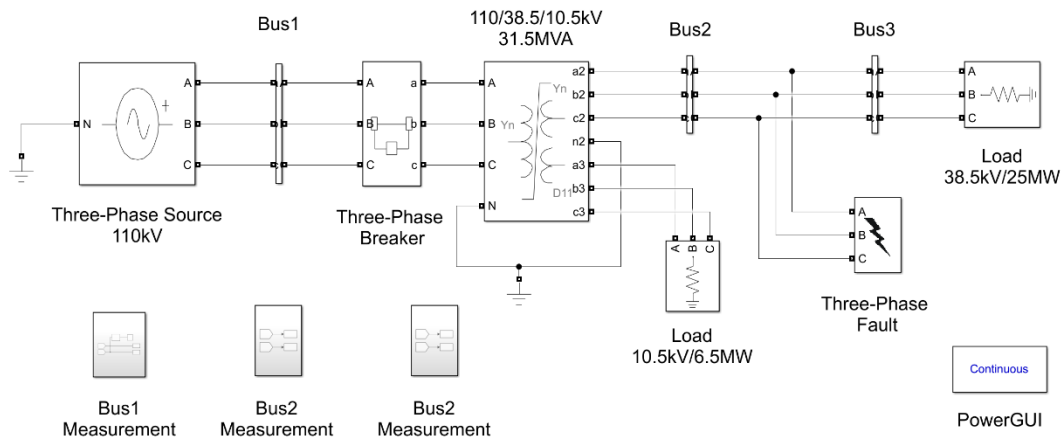 Bus1
110/38.5/10.5kV
31.5MVA
Bus2
Bus3
N
A
B
C
Three-Phase Source
110kV
A
B
C
a
b
c
Three-Phase
Breaker
A
B
C
N
Yn
Yn
D11
a2
b2
c2
n2
a3
b3
c3
A
B
C
Load
38.5kV/25MW
A
B
C
Three-Phase
Fault
A B C
Load
10.5kV/6.5MW
Bus1
Measurement
Bus2
Measurement
Bus2
Measurement
Continuous
PowerGUI